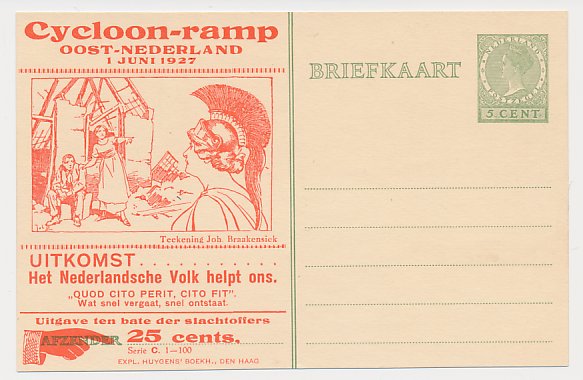 Cycloon-ramp
OOST-NEDERLAND
1 JUNI 1927
Teekening Joh. Braakensiek
UITKOMST..........
Het Nederlandsche Volk helpt ons.
„QUOD CITO PERIT, CITO FIT".
Wat snel vergaat, snel ontstaat.
Uitgave ten bate der slachtoffers
AFZENDER 25 cents.
Serie C. 1—100
EXPL. HUYGENS' BOEKH., DEN HAAG
BRIEFKAART
NEDERLAND
5 CENT